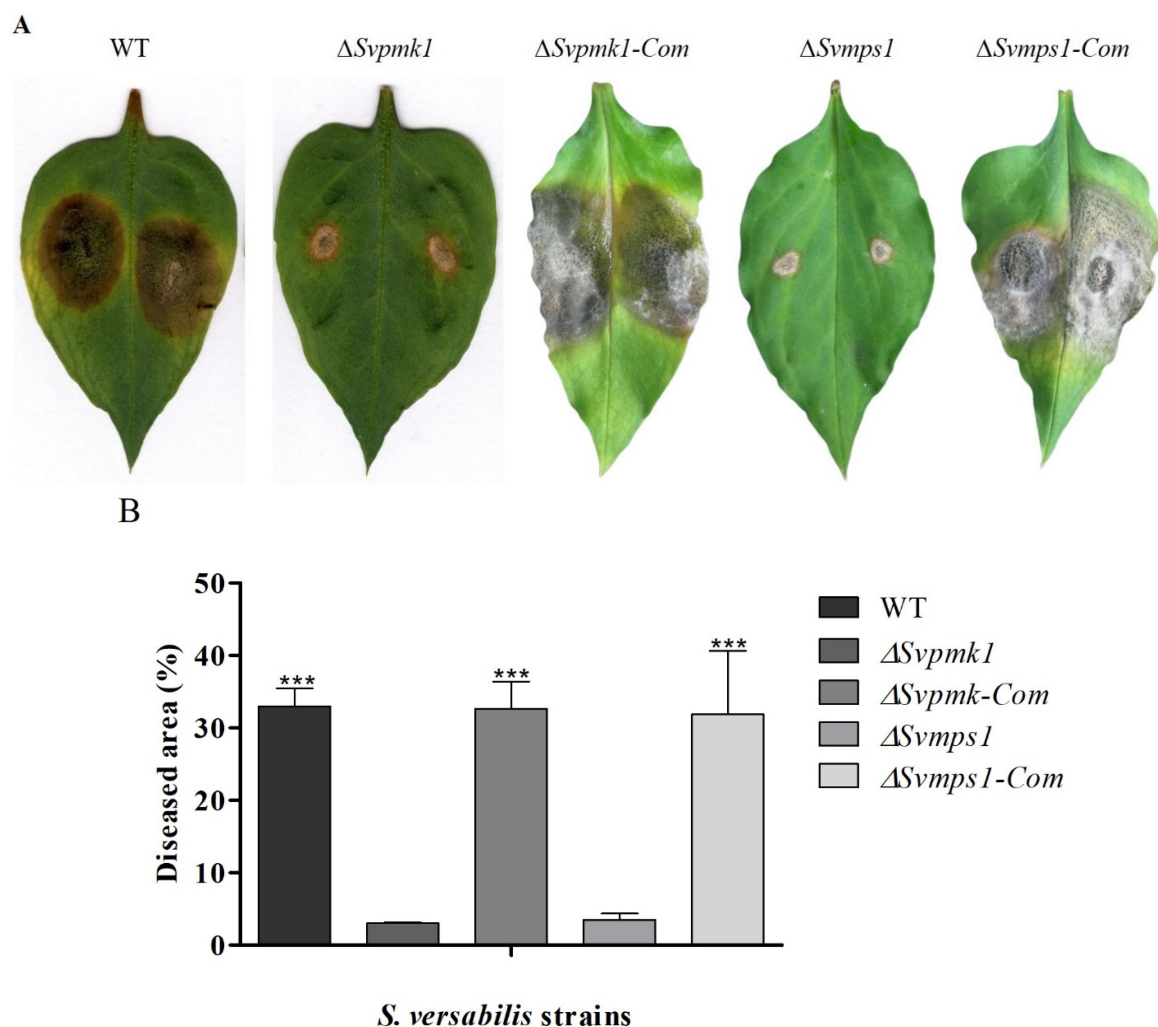 A
WT ΔSvpmk1 ΔSvpmk1-Com ΔSvmps1 ΔSvmps1-Com
B
50
40
30
20
10
0
Diseased area (%)
*** *** ***
WT
ΔSvpmk1
ΔSvpmk-Com
ΔSvmps1
ΔSvmps1-Com
S. versabilis strains